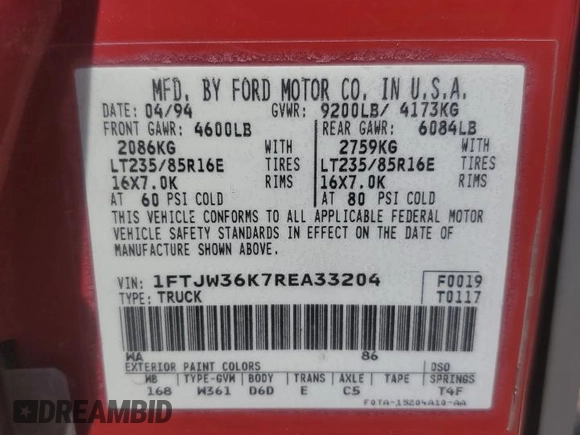 MFD. BY FORD MOTOR CO. IN U.S.A.
DATE: 04/94 GVWR: 9200LB/ 4173KG
FRONT GAWR: 4600LB REAR GAWR: 6084LB
2086KG WITH 2759KG WITH
LT235/85R16E TIRES LT235/85R16E TIRES
16X7.0K RIMS 16X7.0K RIMS
AT 60 PSI COLD AT 80 PSI COLD
THIS VEHICLE CONFORMS TO ALL APPLICABLE FEDERAL MOTOR
VEHICLE SAFETY STANDARDS IN EFFECT ON THE DATE OF
MANUFACTURE SHOWN ABOVE.
VIN: 1FTJW36K7REA33204 F0019
TYPE: TRUCK T0117
WA 86
EXTERIOR PAINT COLORS DSO
WB TYPE-GVW BODY TRANS AXLE TAPE SPRINGS
168 W361 D6D E C5 T4F
F0TA-15204A10-AA
DREAMBID